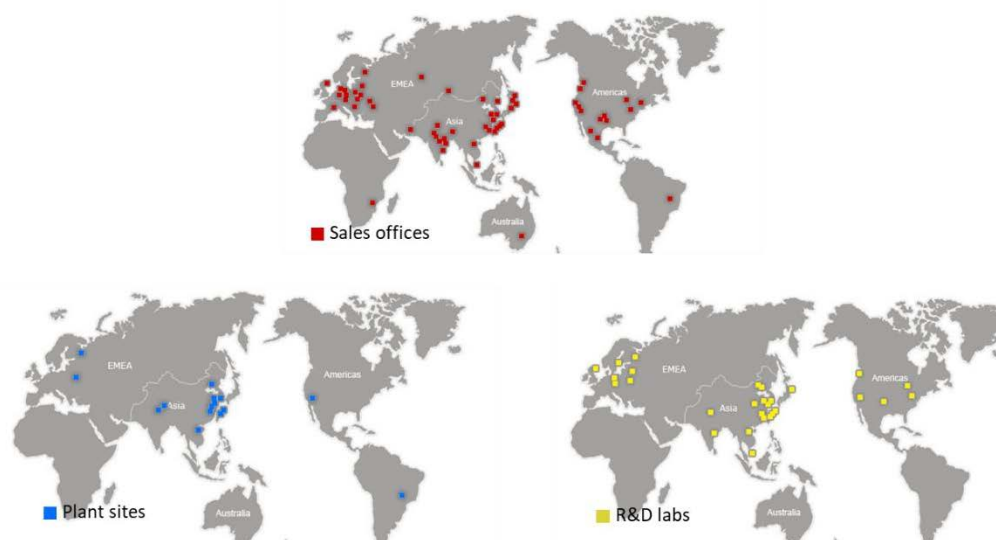 EMEA
Americas
Asia
Australia
Sales offices
EMEA
Americas
Asia
Australia
Plant sites
EMEA
Americas
Asia
Australia
R&D labs